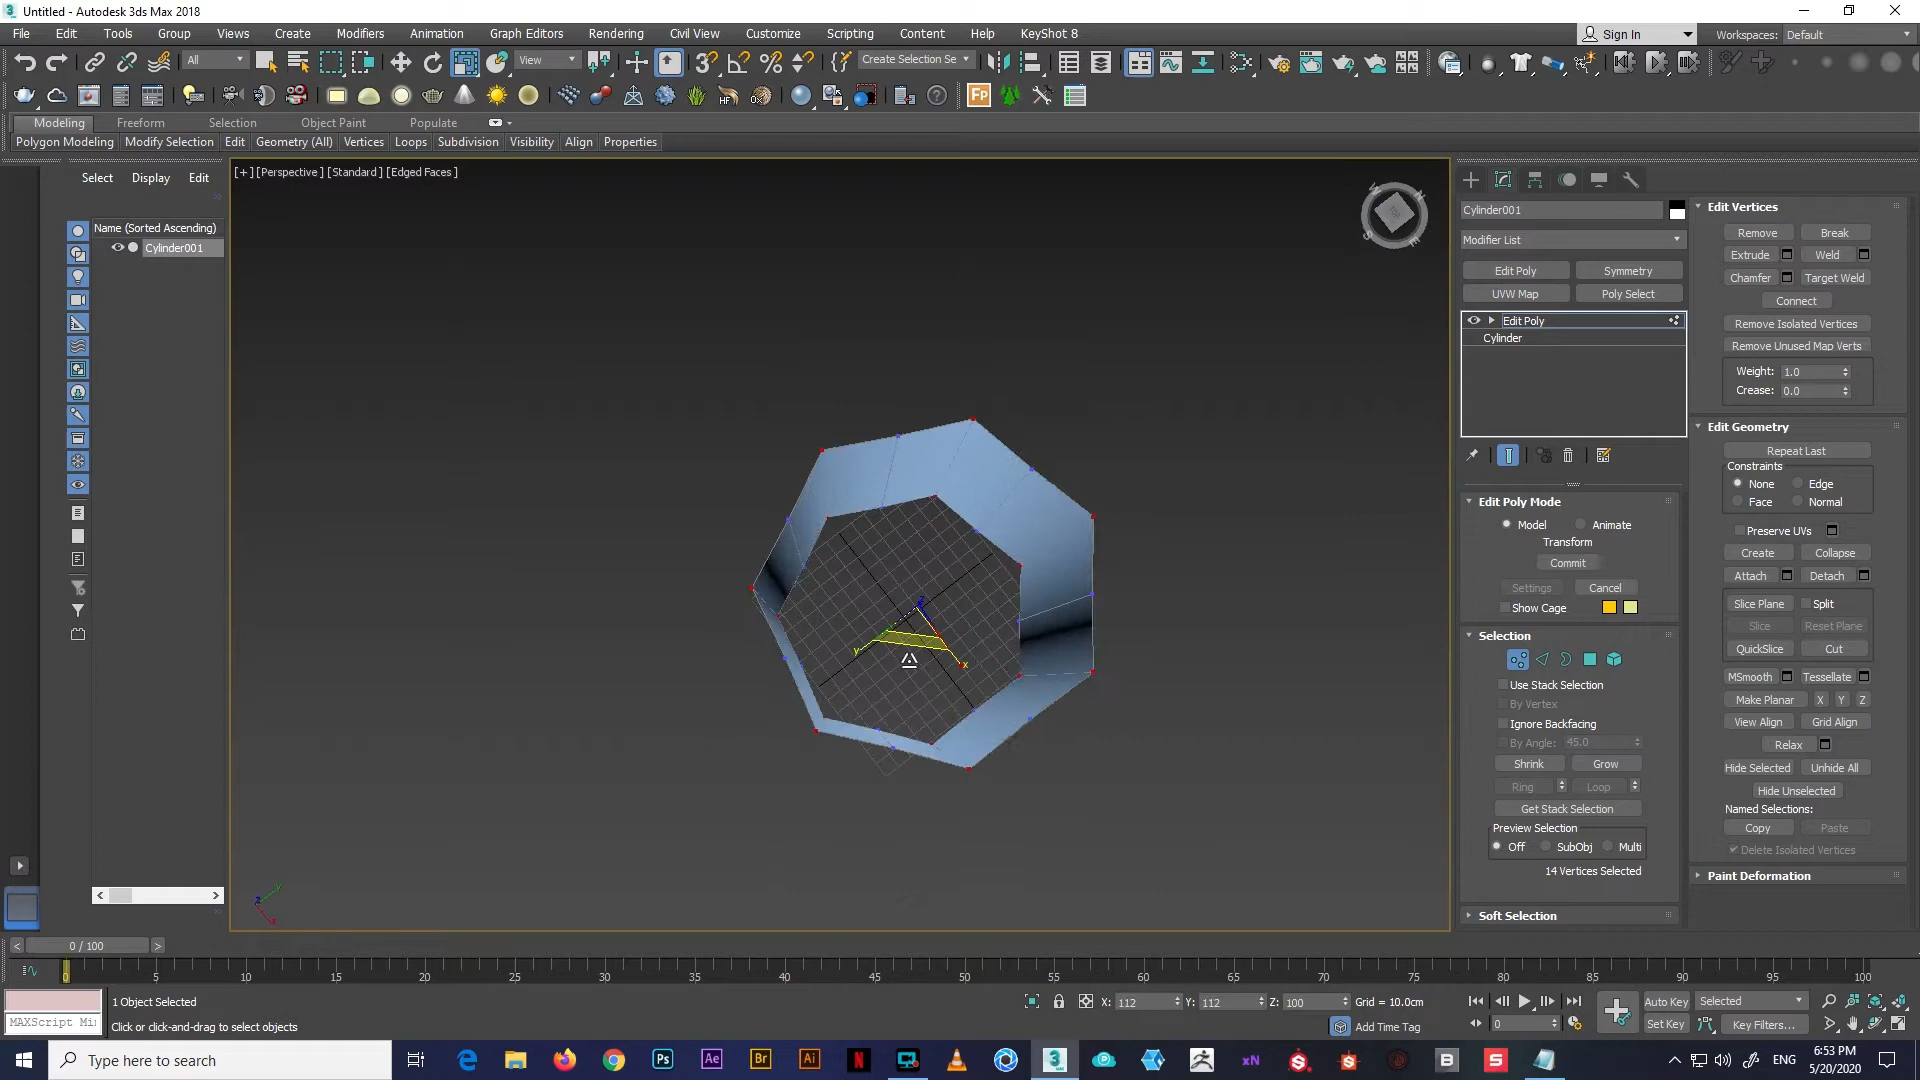 Untitled - Autodesk 3ds Max 2018
File Edit Tools Group Views Create Modifiers Animation Graph Editors Rendering Civil View Customize Scripting Content Help KeyShot 8 Sign In Workspaces: Default
All View Create Selection Se
Modeling Freeform Selection Object Paint Populate
Polygon Modeling Modify Selection Edit Geometry (All) Vertices Loops Subdivision Visibility Align Properties
Select Display Edit
Name (Sorted Ascending)
Cylinder001
[+] [Perspective] [Standard] [Edged Faces]
TOP
x
y
z
Cylinder001
Modifier List
Edit Poly Symmetry
UVW Map Poly Select
Edit Poly
Cylinder
Edit Poly Mode
Model Animate
Transform
Commit
Settings Cancel
Show Cage
Selection
Use Stack Selection
By Vertex
Ignore Backfacing
By Angle: 45.0
Shrink Grow
Ring Loop
Get Stack Selection
Preview Selection
Off SubObj Multi
14 Vertices Selected
Soft Selection
Edit Vertices
Remove Break
Extrude Weld
Chamfer Target Weld
Connect
Remove Isolated Vertices
Remove Unused Map Verts
Weight: 1.0
Crease: 0.0
Edit Geometry
Repeat Last
Constraints
None Edge
Face Normal
Preserve UVs
Create Collapse
Attach Detach
Slice Plane Split
Slice Reset Plane
QuickSlice Cut
MSmooth Tessellate
Make Planar X Y Z
View Align Grid Align
Relax
Hide Selected Unhide All
Hide Unselected
Named Selections:
Copy Paste
Delete Isolated Vertices
Paint Deformation
< 0 / 100 >
0 5 10 15 20 25 30 35 40 45 50 55 60 65 70 75 80 85 90 95 100
1 Object Selected
MAXScript Mi
Click or click-and-drag to select objects
X: 112 Y: 112 Z: 100 Grid = 10.0cm
Add Time Tag
0
Auto Key Selected
Set Key Key Filters...
Type here to search
ENG
6:53 PM
5/20/2020